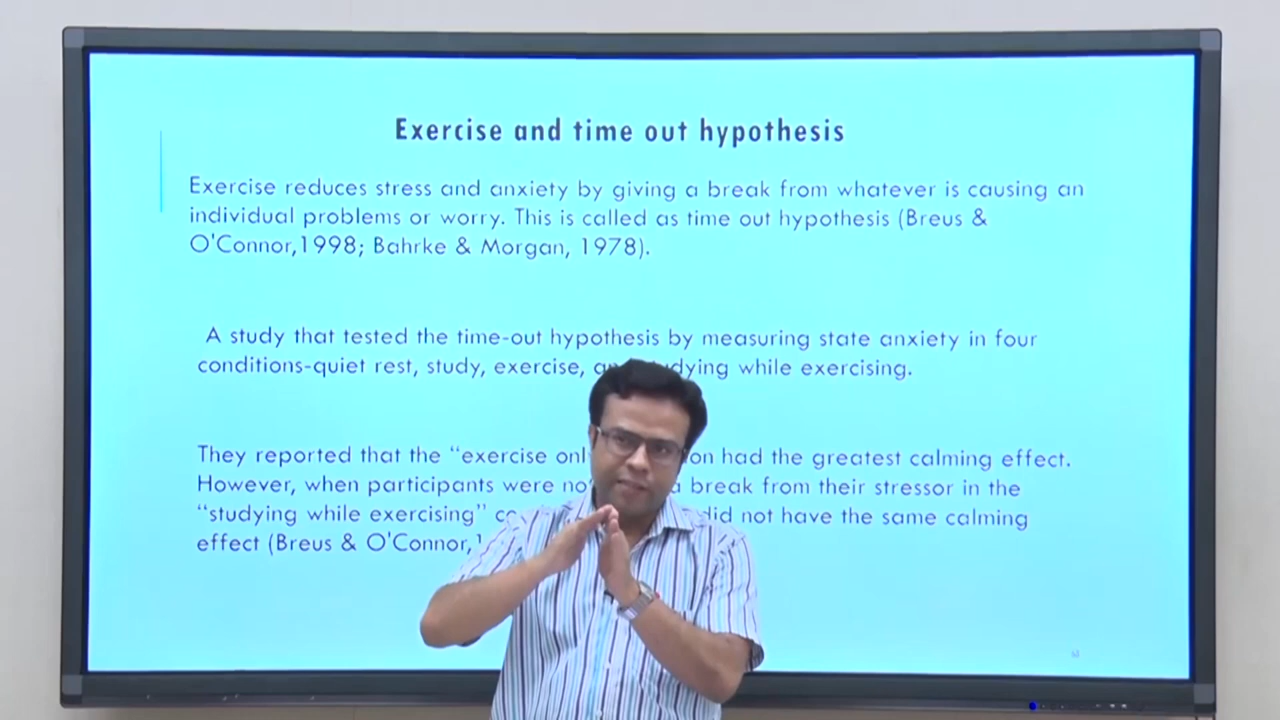 Exercise and time out hypothesis
Exercise reduces stress and anxiety by giving a break from whatever is causing an
individual problems or worry. This is called as time out hypothesis (Breus &
O'Connor,1998; Bahrke & Morgan, 1978).
A study that tested the time-out hypothesis by measuring state anxiety in four
conditions-quiet rest, study, exercise, dying while exercising.
They reported that the “exercise on had the greatest calming effect.
However, when participants were a break from their stressor in the
“studying while exercising” did not have the same calming
effect (Breus & O'Connor,